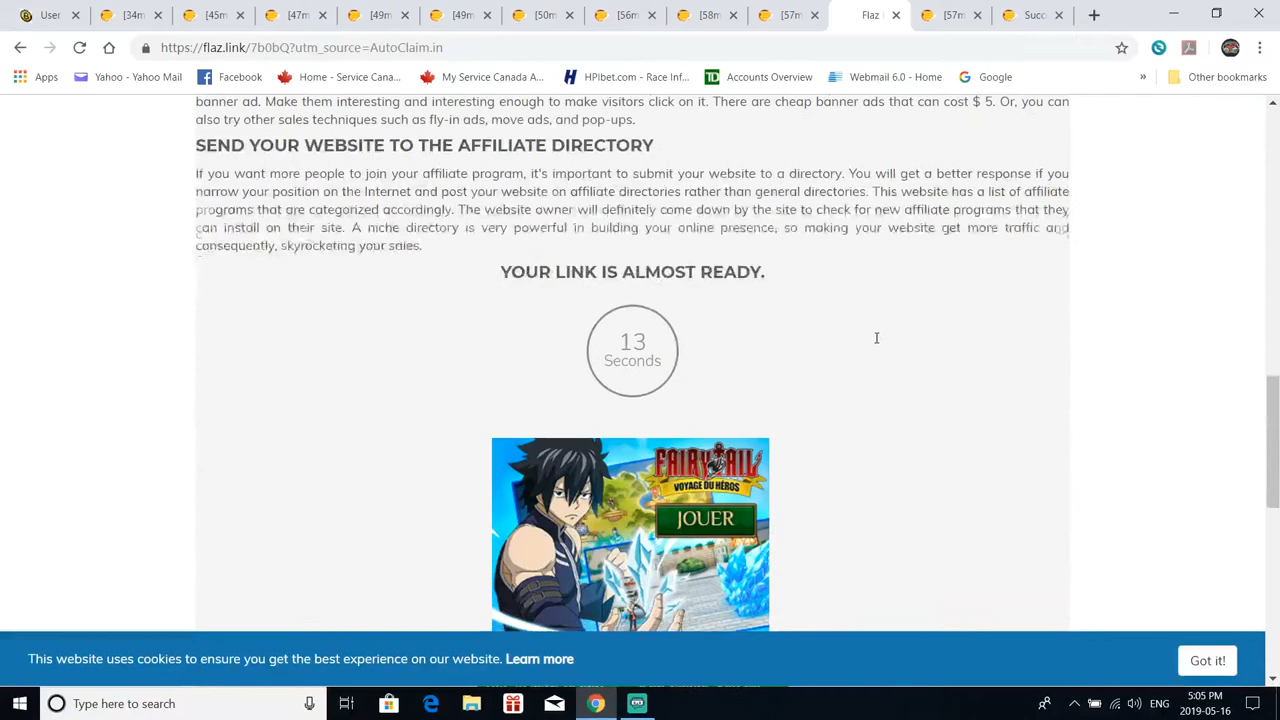 User
[34m
[45m
[47m
[49m
[49m
[50m
[56m
[58m
[57m
Flaz
[57m
Succ
https://flaz.link/7b0bQ?utm_source=AutoClaim.in
Apps
Yahoo - Yahoo Mail
Facebook
Home - Service Cana...
My Service Canada A...
HPIbet.com - Race Inf...
TD
Accounts Overview
Webmail 6.0 - Home
Google
»
Other bookmarks
banner ad. Make them interesting and interesting enough to make visitors click on it. There are cheap banner ads that can cost $ 5. Or, you can
also try other sales techniques such as fly-in ads, move ads, and pop-ups.
SEND YOUR WEBSITE TO THE AFFILIATE DIRECTORY
If you want more people to join your affiliate program, it's important to submit your website to a directory. You will get a better response if you
narrow your position on the Internet and post your website on affiliate directories rather than general directories. This website has a list of affiliate
programs that are categorized accordingly. The website owner will definitely come down by the site to check for new affiliate programs that they
can install on their site. A niche directory is very powerful in building your online presence, so making your website get more traffic and
consequently, skyrocketing your sales.
YOUR LINK IS ALMOST READY.
13
Seconds
FAIRY TAIL
VOYAGE DU HÉROS
JOUER
This website uses cookies to ensure you get the best experience on our website. Learn more
Got it!
Type here to search
ENG
5:05 PM
2019-05-16